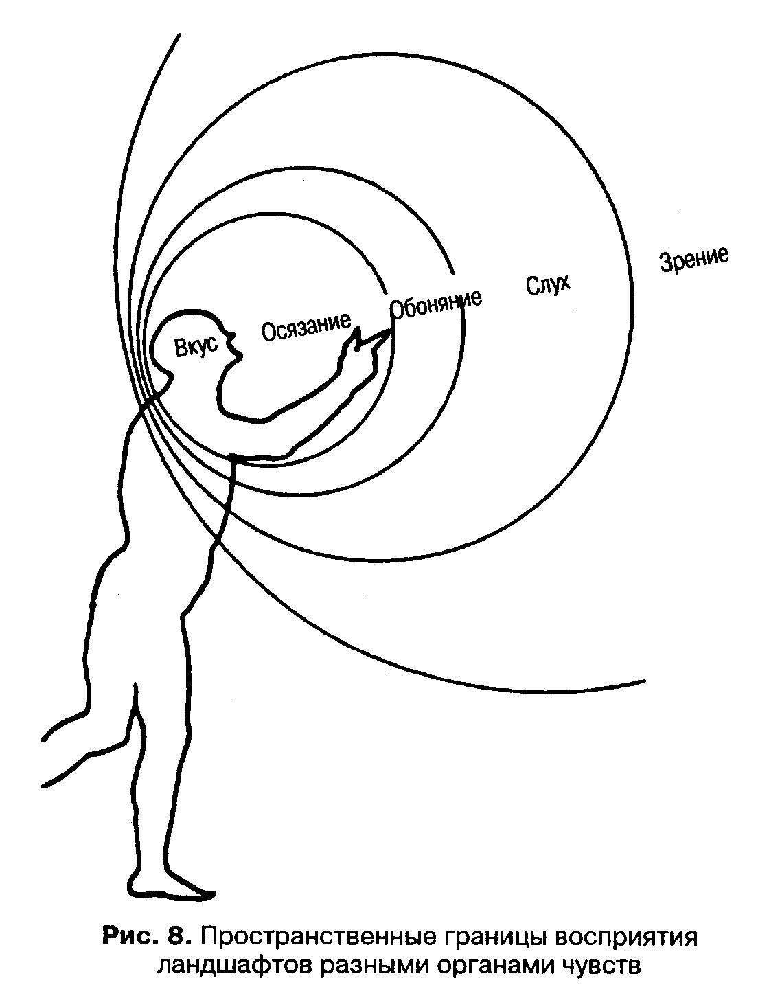 Зрение
Слух
Обоняние
Осязание
Вкус
Рис. 8. Пространственные границы восприятия
ландшафтов разными органами чувств